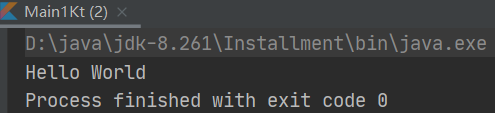 Main1Kt (2)
D:\java\jdk-8.261\Installment\bin\java.exe
Hello World
Process finished with exit code 0